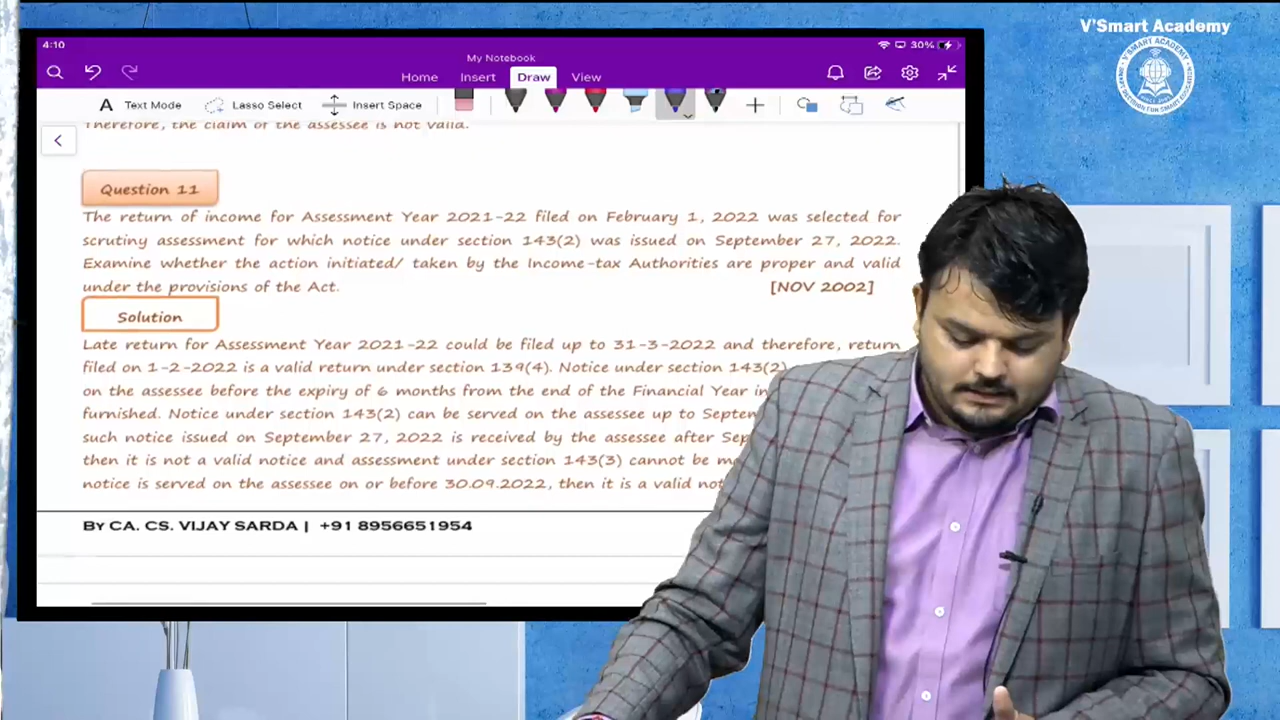 V'Smart Academy
4:10
30%
My Notebook
Home Insert Draw View
Text Mode Lasso Select Insert Space
Therefore, the claim of the assessee is not valid.
Question 11
The return of income for Assessment Year 2021-22 filed on February 1, 2022 was selected for
scrutiny assessment for which notice under section 143(2) was issued on September 27, 2022.
Examine whether the action initiated/ taken by the Income-tax Authorities are proper and valid
under the provisions of the Act. [NOV 2002]
Solution
Late return for Assessment Year 2021-22 could be filed up to 31-3-2022 and therefore, return
filed on 1-2-2022 is a valid return under section 139(4). Notice under section 143(2)
on the assessee before the expiry of 6 months from the end of the Financial Year in
furnished. Notice under section 143(2) can be served on the assessee up to
such notice issued on September 27, 2022 is received by the assessee after
then it is not a valid notice and assessment under section 143(3) cannot be
notice is served on the assessee on or before 30.09.2022, then it is a valid
BY CA. CS. VIJAY SARDA | +91 8956651954